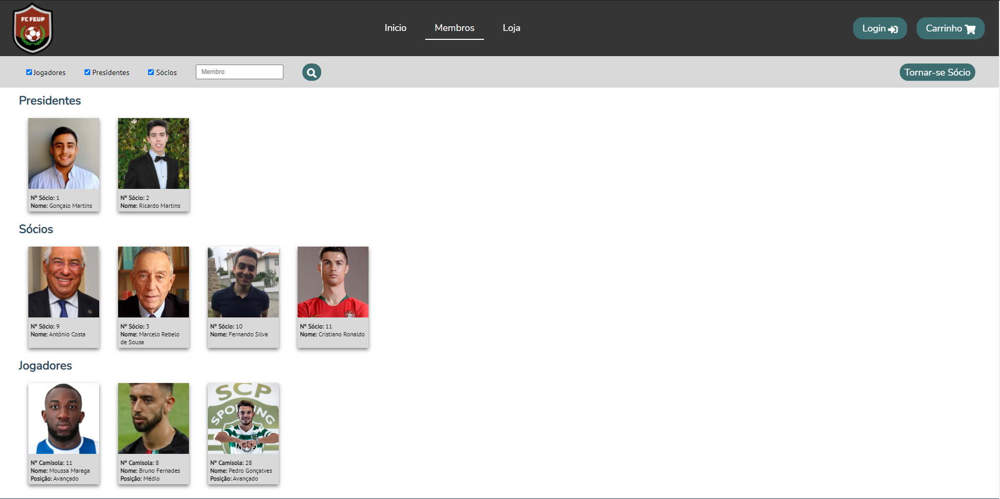 FC FEUP
Inicio
Membros
Loja
Login
Carrinho
Jogadores
Presidentes
Sócios
Membro
Tornar-se Sócio
Presidentes
Nº Sócio: 1
Nome: Gonçalo Martins
Nº Sócio: 2
Nome: Ricardo Martins
Sócios
Nº Sócio: 9
Nome: António Costa
Nº Sócio: 3
Nome: Marcelo Rebelo
de Sousa
Nº Sócio: 10
Nome: Fernando Silva
Nº Sócio: 11
Nome: Cristiano Ronaldo
Jogadores
SCP
SPORTING
Nº Camisola: 11
Nome: Moussa Marega
Posição: Avançado
Nº Camisola: 8
Nome: Bruno Fernades
Posição: Médio
Nº Camisola: 28
Nome: Pedro Gonçalves
Posição: Avançado